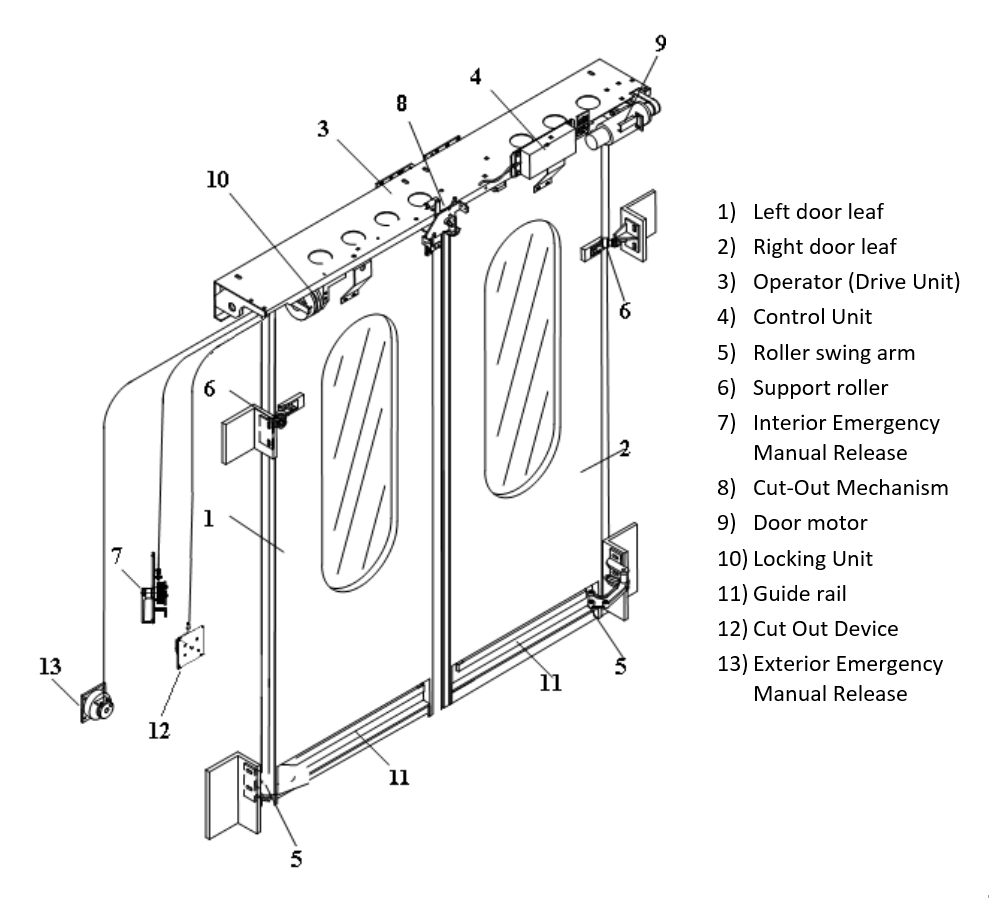 9
4
8
3
10
6
6
2
1
7
13
12
5
11
11
5
1) Left door leaf
2) Right door leaf
3) Operator (Drive Unit)
4) Control Unit
5) Roller swing arm
6) Support roller
7) Interior Emergency
Manual Release
8) Cut-Out Mechanism
9) Door motor
10) Locking Unit
11) Guide rail
12) Cut Out Device
13) Exterior Emergency
Manual Release